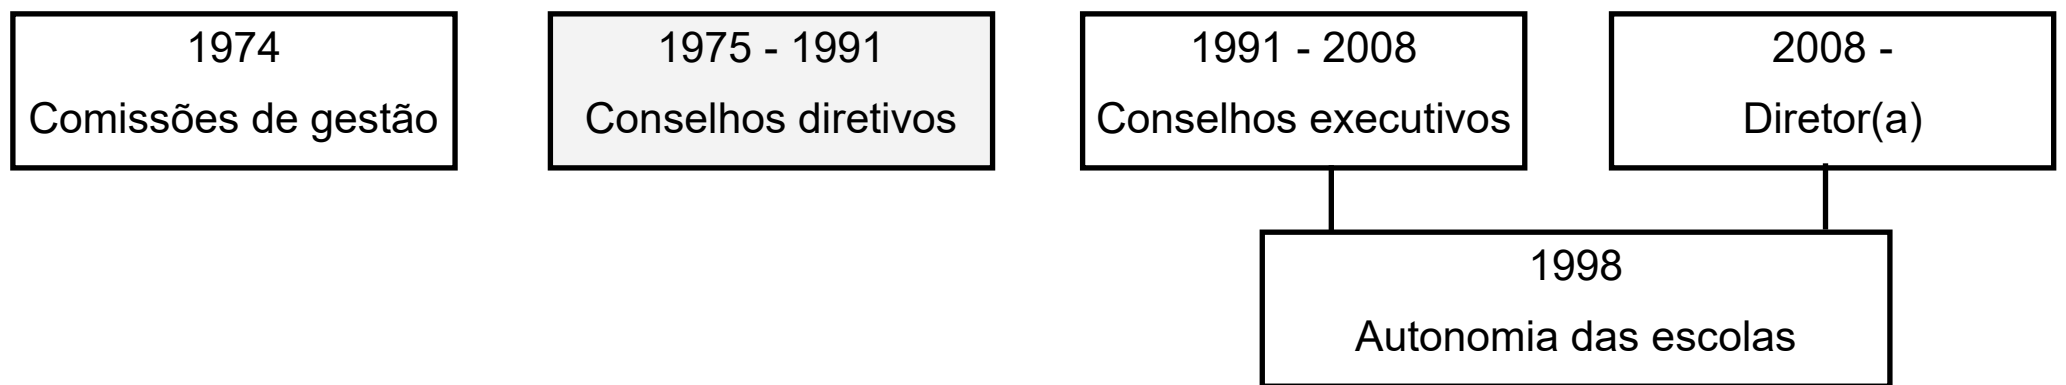 1974
Comissões de gestão
1975 - 1991
Conselhos diretivos
1991 - 2008
Conselhos executivos
2008 -
Diretor(a)
1998
Autonomia das escolas